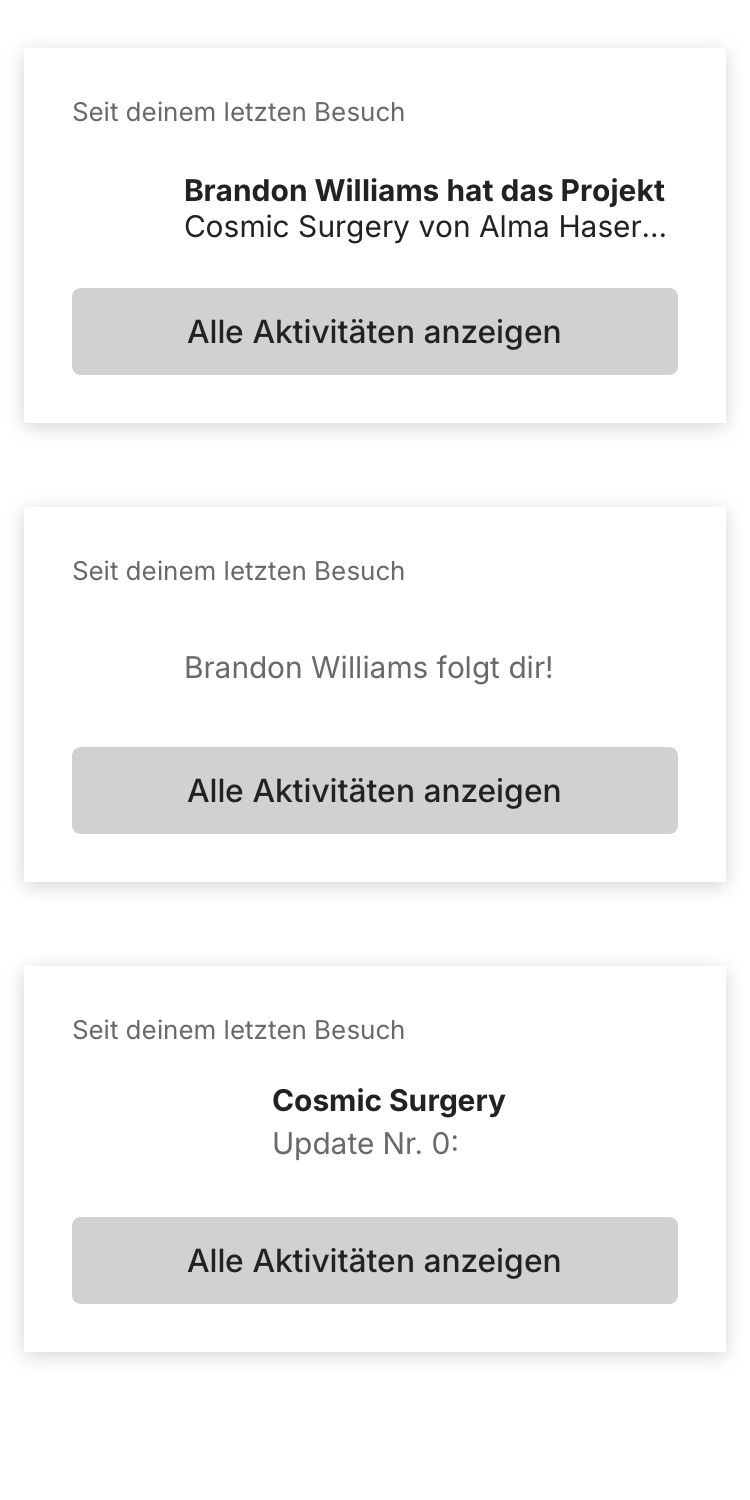 Seit deinem letzten Besuch
Brandon Williams hat das Projekt
Cosmic Surgery von Alma Haser…
Alle Aktivitäten anzeigen
Seit deinem letzten Besuch
Brandon Williams folgt dir!
Alle Aktivitäten anzeigen
Seit deinem letzten Besuch
Cosmic Surgery
Update Nr. 0:
Alle Aktivitäten anzeigen